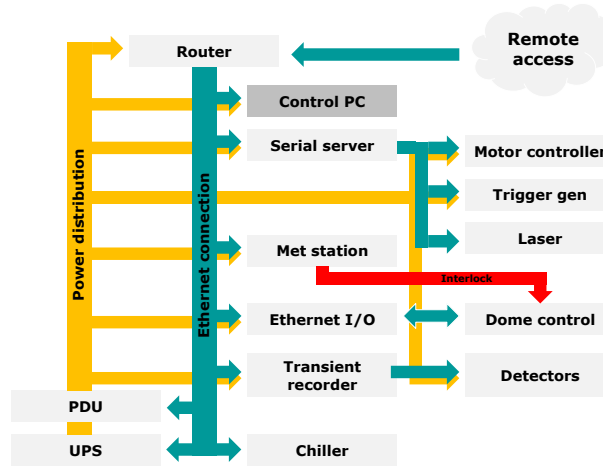 Remote
access
Router
Control PC
Serial server
Motor controller
Trigger gen
Laser
Met station
Interlock
Ethernet I/O
Dome control
Transient
recorder
Detectors
PDU
UPS
Chiller
Power distribution
Ethernet connection